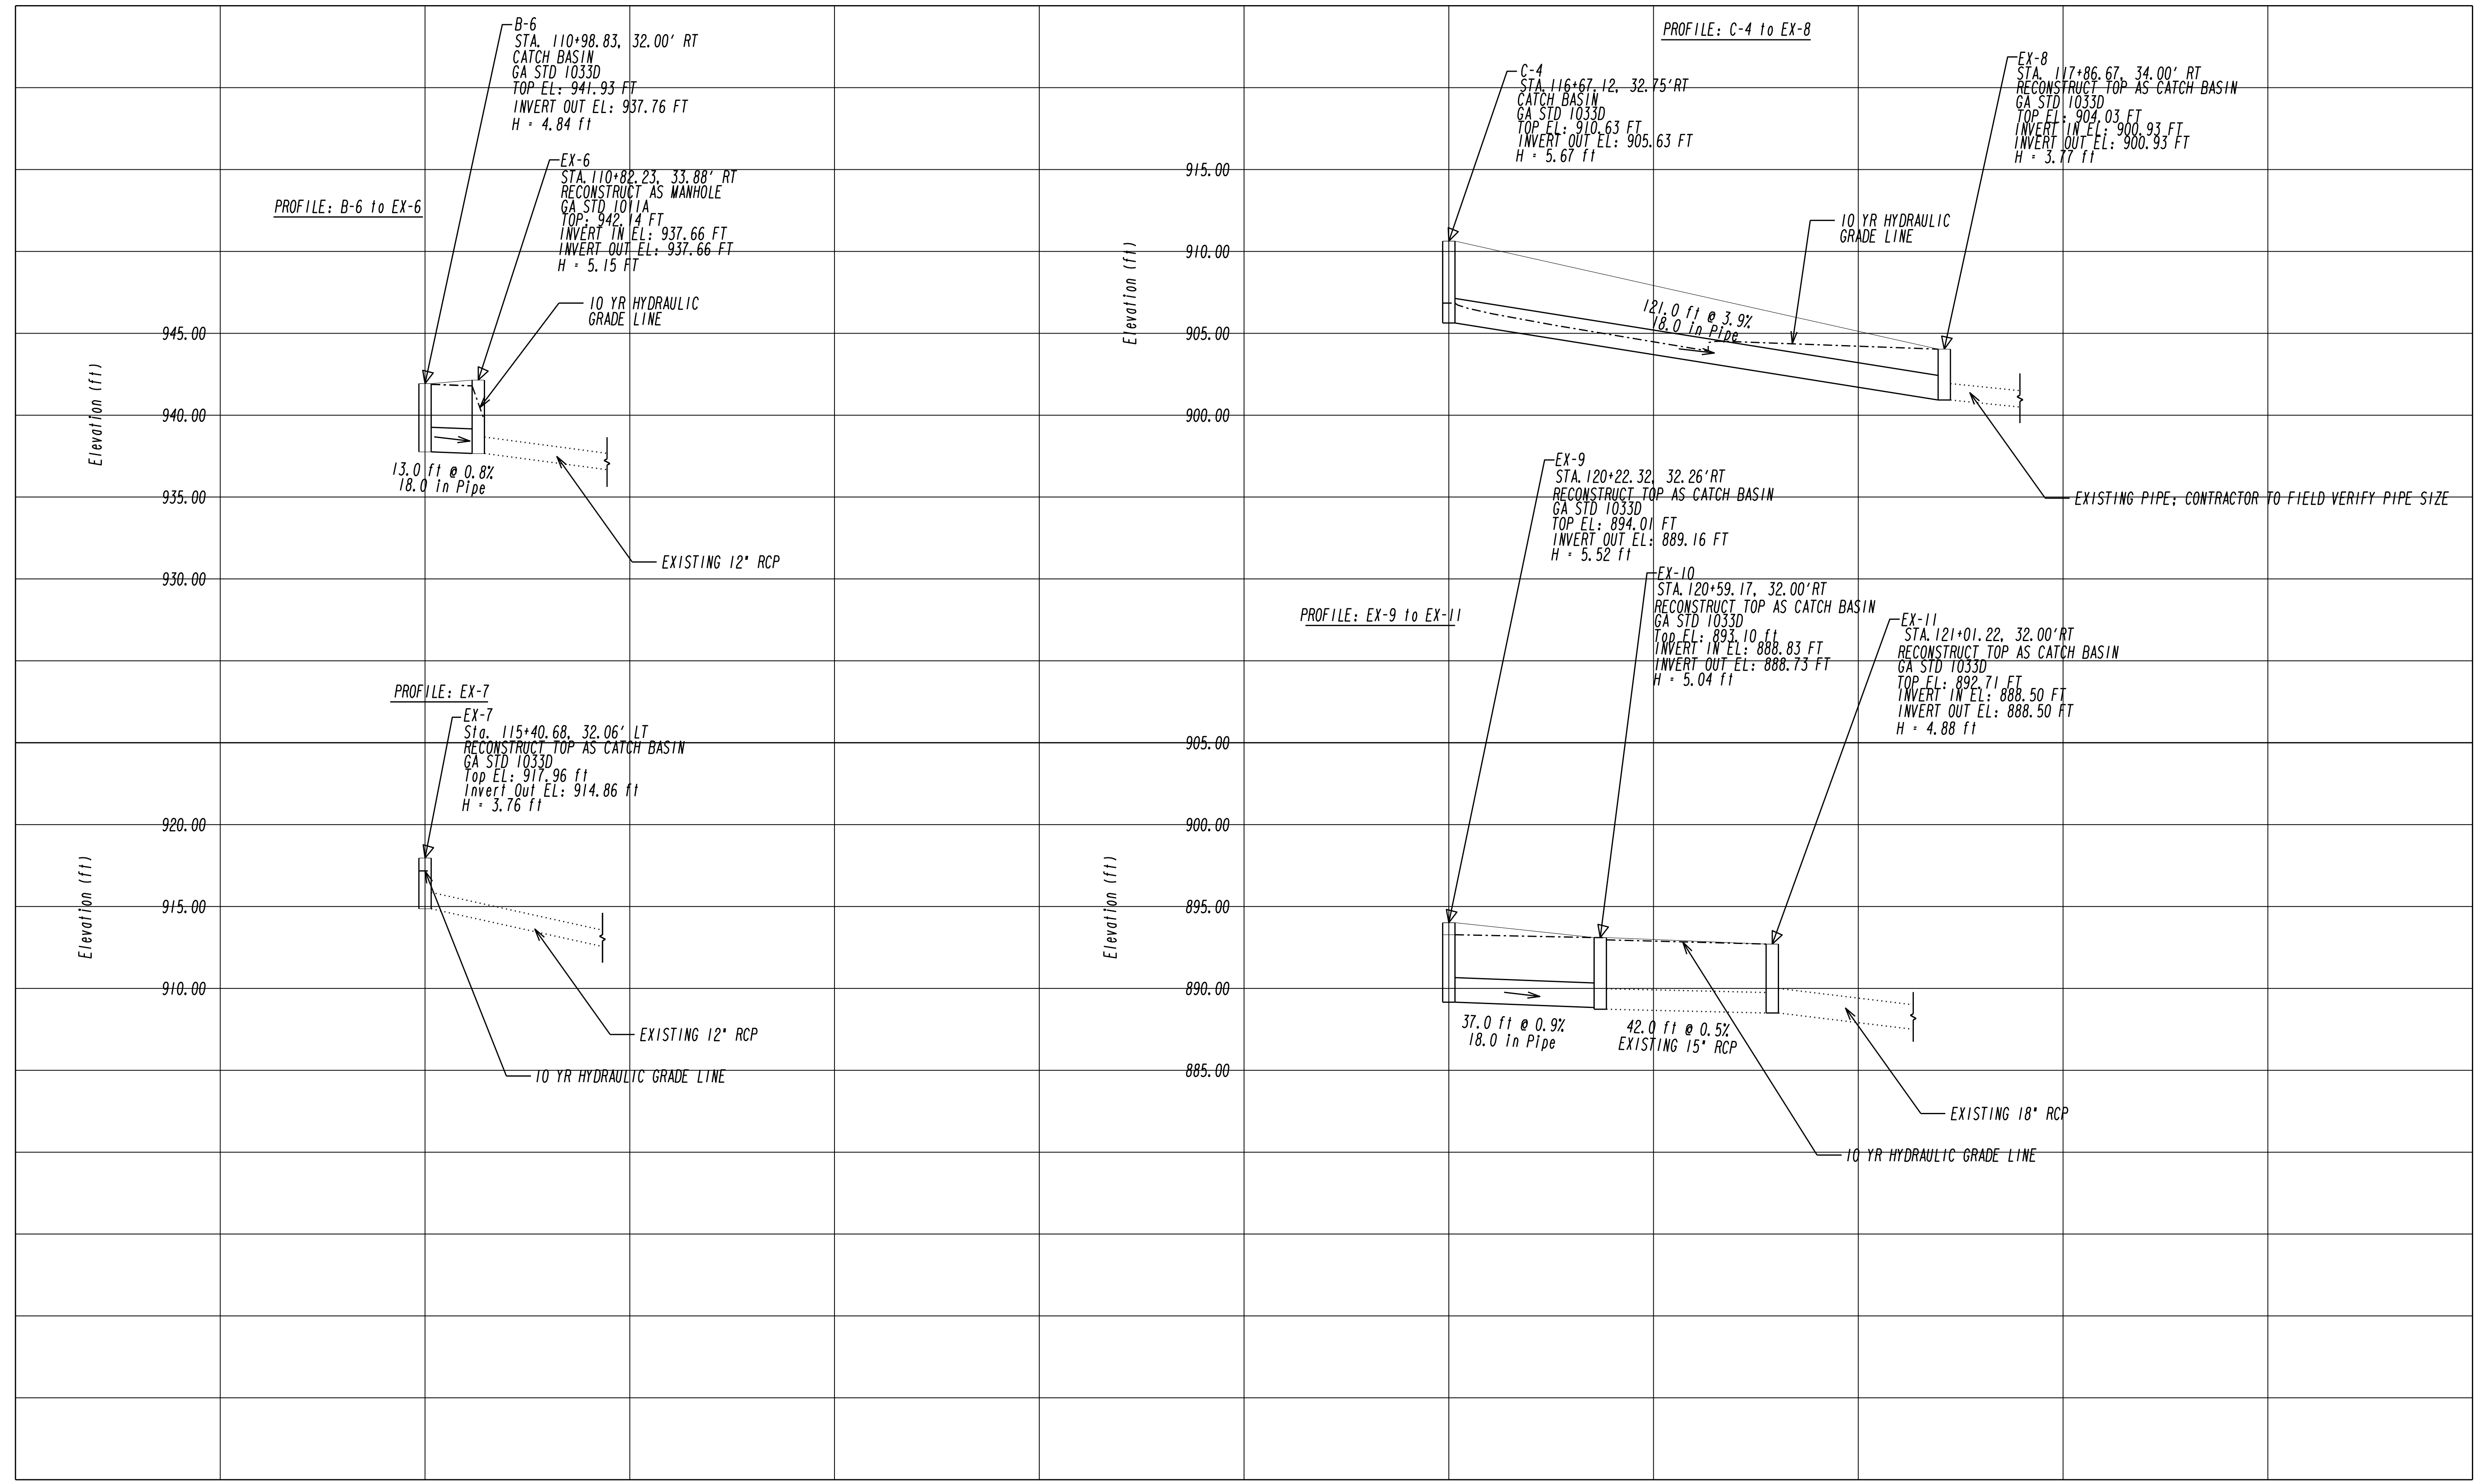 B-6
STA. 110+98.83, 32.00' RT
CATCH BASIN
GA STD 1033D
TOP EL: 941.93 FT
INVERT OUT EL: 937.76 FT
H = 4.84 ft
EX-6
STA.110+82.23, 33.88' RT
RECONSTRUCT AS MANHOLE
GA STD 1011A
TOP: 942.14 FT
INVERT IN EL: 937.66 FT
INVERT OUT EL: 937.66 FT
H = 5.15 FT
PROFILE: B-6 to EX-6
10 YR HYDRAULIC
GRADE LINE
945.00
940.00
935.00
930.00
Elevation (ft)
13.0 ft @ 0.8%
18.0 in Pipe
EXISTING 12" RCP
PROFILE: EX-7
EX-7
Sta. 115+40.68, 32.06' LT
RECONSTRUCT TOP AS CATCH BASIN
GA STD 1033D
Top EL: 917.96 ft
Invert Out EL: 914.86 ft
H = 3.76 ft
920.00
915.00
910.00
Elevation (ft)
EXISTING 12" RCP
10 YR HYDRAULIC GRADE LINE
PROFILE: C-4 to EX-8
C-4
STA.116+67.12, 32.75'RT
CATCH BASIN
GA STD 1033D
TOP EL: 910.63 FT
INVERT OUT EL: 905.63 FT
H = 5.67 ft
EX-8
STA. 117+86.67, 34.00' RT
RECONSTRUCT TOP AS CATCH BASIN
GA STD 1033D
TOP EL: 904.03 FT
INVERT IN EL: 900.93 FT
INVERT OUT EL: 900.93 FT
H = 3.77 ft
915.00
910.00
905.00
900.00
Elevation (ft)
10 YR HYDRAULIC
GRADE LINE
121.0 ft @ 3.9%
18.0 in Pipe
EXISTING PIPE; CONTRACTOR TO FIELD VERIFY PIPE SIZE
EX-9
STA.120+22.32, 32.26'RT
RECONSTRUCT TOP AS CATCH BASIN
GA STD 1033D
TOP EL: 894.01 FT
INVERT OUT EL: 889.16 FT
H = 5.52 ft
EX-10
STA.120+59.17, 32.00'RT
RECONSTRUCT TOP AS CATCH BASIN
GA STD 1033D
Top EL: 893.10 ft
INVERT IN EL: 888.83 FT
INVERT OUT EL: 888.73 FT
H = 5.04 ft
PROFILE: EX-9 to EX-11
EX-11
STA.121+01.22, 32.00'RT
RECONSTRUCT TOP AS CATCH BASIN
GA STD 1033D
TOP EL: 892.71 FT
INVERT IN EL: 888.50 FT
INVERT OUT EL: 888.50 FT
H = 4.88 ft
905.00
900.00
895.00
890.00
885.00
Elevation (ft)
37.0 ft @ 0.9%
18.0 in Pipe
42.0 ft @ 0.5%
EXISTING 15" RCP
EXISTING 18" RCP
10 YR HYDRAULIC GRADE LINE